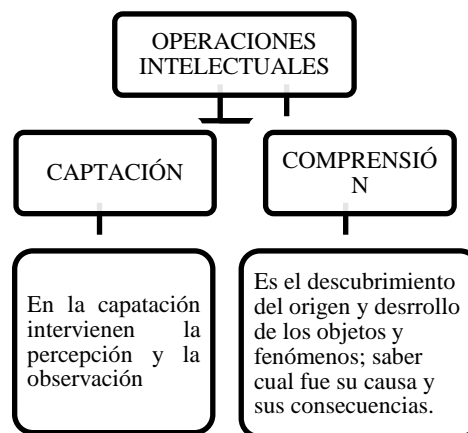 OPERACIONES
INTELECTUALES
CAPTACIÓN
COMPRENSIÓ
N
En la capatación
intervienen la
percepción y la
observación
Es el descubrimiento
del origen y desrrollo
de los objetos y
fenómenos; saber
cual fue su causa y
sus consecuencias.